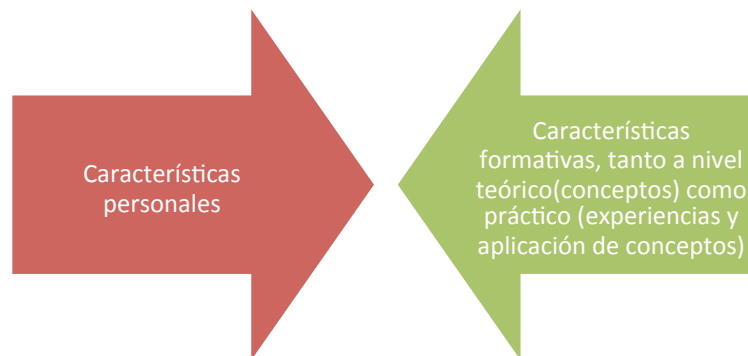 Características
personales
Características
formativas, tanto a nivel
teórico(conceptos) como
práctico (experiencias y
aplicación de conceptos)